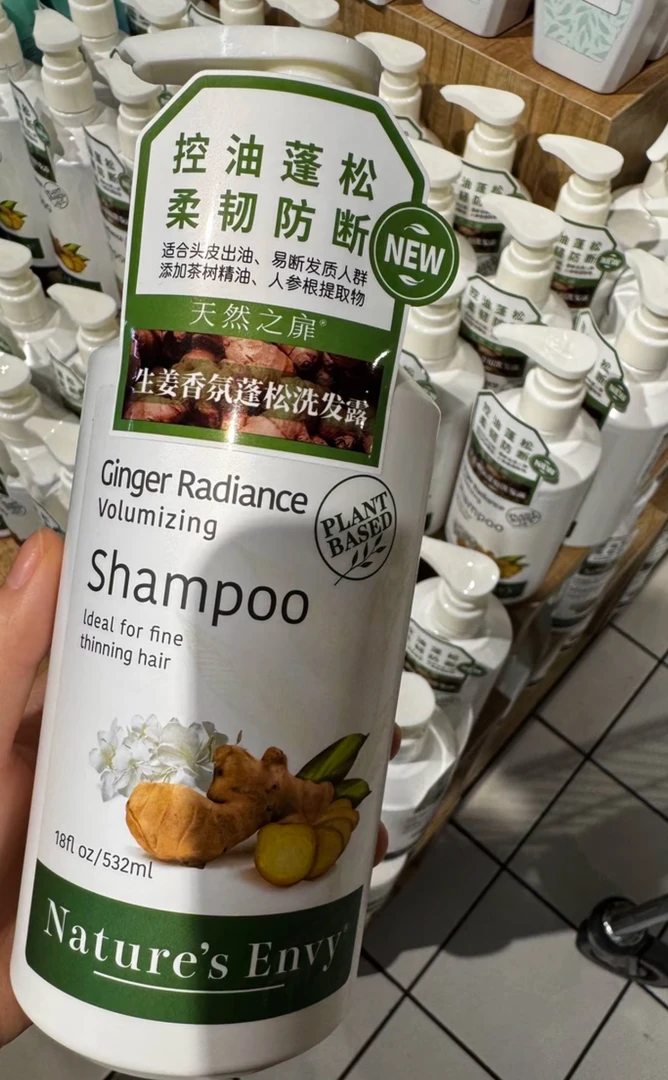 控油蓬松
柔韧防断
适合头皮出油、易断发质人群
添加茶树精油、人参根提取物
NEW
天然之扉®
生姜香氛蓬松洗发露
Ginger Radiance
Volumizing
PLANT
BASED
Shampoo
Ideal for fine
thinning hair
18fl oz/532ml
Nature's Envy®